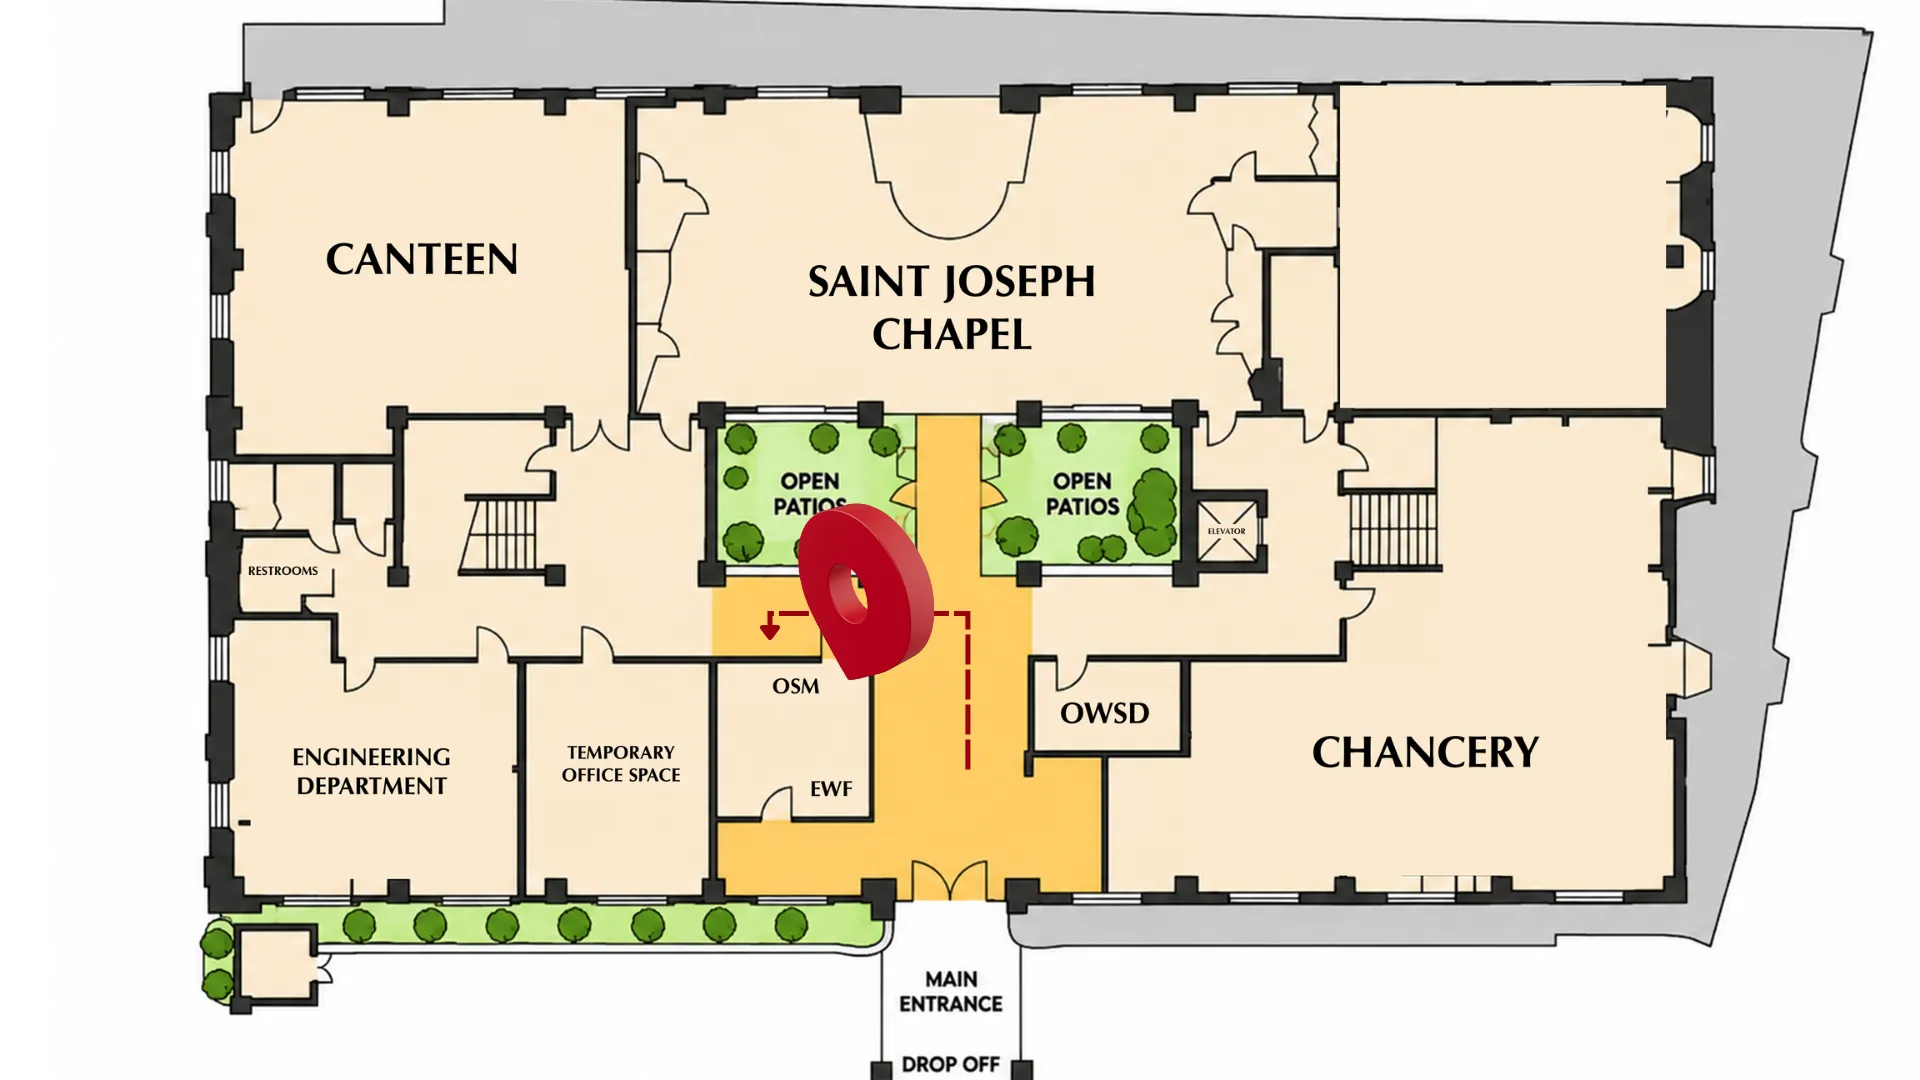 CANTEEN
SAINT JOSEPH
CHAPEL
OPEN
PATIOS
OPEN
PATIOS
ELEVATOR
RESTROOMS
OSM
OWSD
ENGINEERING
DEPARTMENT
TEMPORARY
OFFICE SPACE
EWF
CHANCERY
MAIN
ENTRANCE
DROP OFF